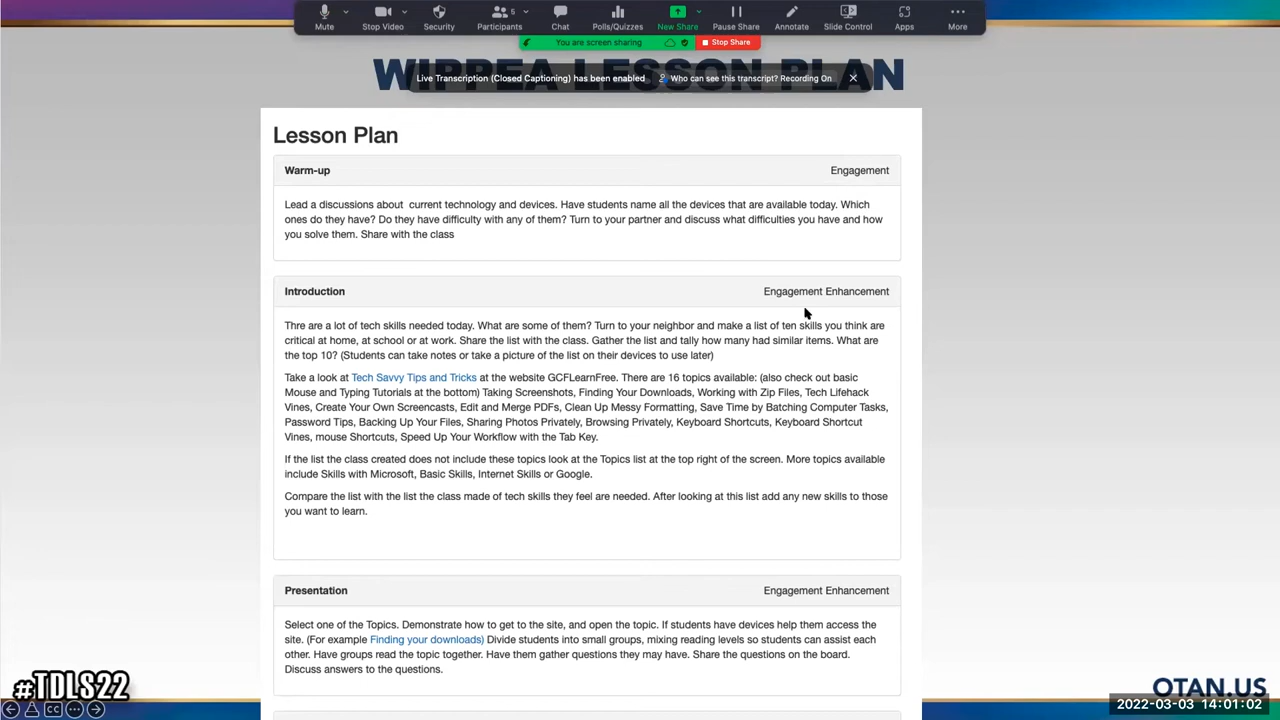 Mute
Stop Video
Security
Participants
5
Chat
Polls/Quizzes
New Share
Pause Share
Annotate
Slide Control
Apps
More
You are screen sharing
Stop Share
WIPPEA LESSON PLAN
Live Transcription (Closed Captioning) has been enabled
Who can see this transcript? Recording On
Lesson Plan
Warm-up
Engagement
Lead a discussions about current technology and devices. Have students name all the devices that are available today. Which
ones do they have? Do they have difficulty with any of them? Turn to your partner and discuss what difficulties you have and how
you solve them. Share with the class
Introduction
Engagement Enhancement
Thre are a lot of tech skills needed today. What are some of them? Turn to your neighbor and make a list of ten skills you think are
critical at home, at school or at work. Share the list with the class. Gather the list and tally how many had similar items. What are
the top 10? (Students can take notes or take a picture of the list on their devices to use later)
Take a look at Tech Savvy Tips and Tricks at the website GCFLearnFree. There are 16 topics available: (also check out basic
Mouse and Typing Tutorials at the bottom) Taking Screenshots, Finding Your Downloads, Working with Zip Files, Tech Lifehack
Vines, Create Your Own Screencasts, Edit and Merge PDFs, Clean Up Messy Formatting, Save Time by Batching Computer Tasks,
Password Tips, Backing Up Your Files, Sharing Photos Privately, Browsing Privately, Keyboard Shortcuts, Keyboard Shortcut
Vines, mouse Shortcuts, Speed Up Your Workflow with the Tab Key.
If the list the class created does not include these topics look at the Topics list at the top right of the screen. More topics available
include Skills with Microsoft, Basic Skills, Internet Skills or Google.
Compare the list with the list the class made of tech skills they feel are needed. After looking at this list add any new skills to those
you want to learn.
Presentation
Engagement Enhancement
Select one of the Topics. Demonstrate how to get to the site, and open the topic. If students have devices help them access the
site. (For example Finding your downloads) Divide students into small groups, mixing reading levels so students can assist each
other. Have groups read the topic together. Have them gather questions they may have. Share the questions on the board.
Discuss answers to the questions.
#TDLS22
CC
OTAN.US
2022-03-03 14:01:02